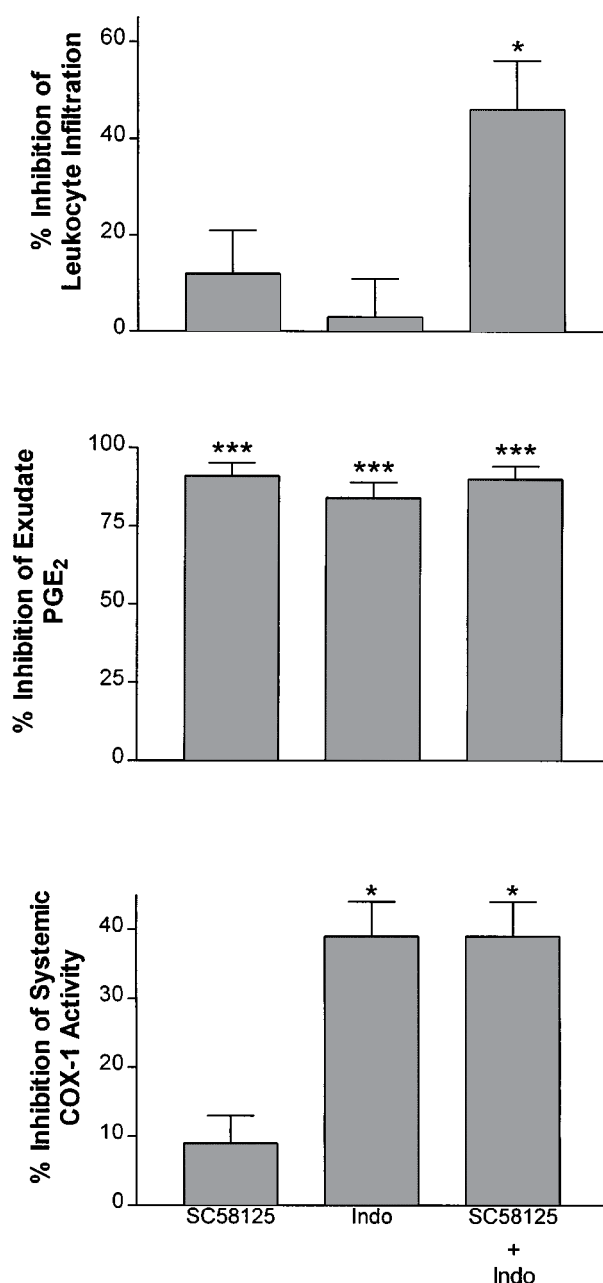 % Inhibition of
Leukocyte Infiltration
60
40
20
0
*
% Inhibition of Exudate
PGE₂
100
75
50
25
0
***
***
***
% Inhibition of Systemic
COX-1 Activity
40
30
20
10
0
*
*
SC58125
Indo
SC58125
+
Indo